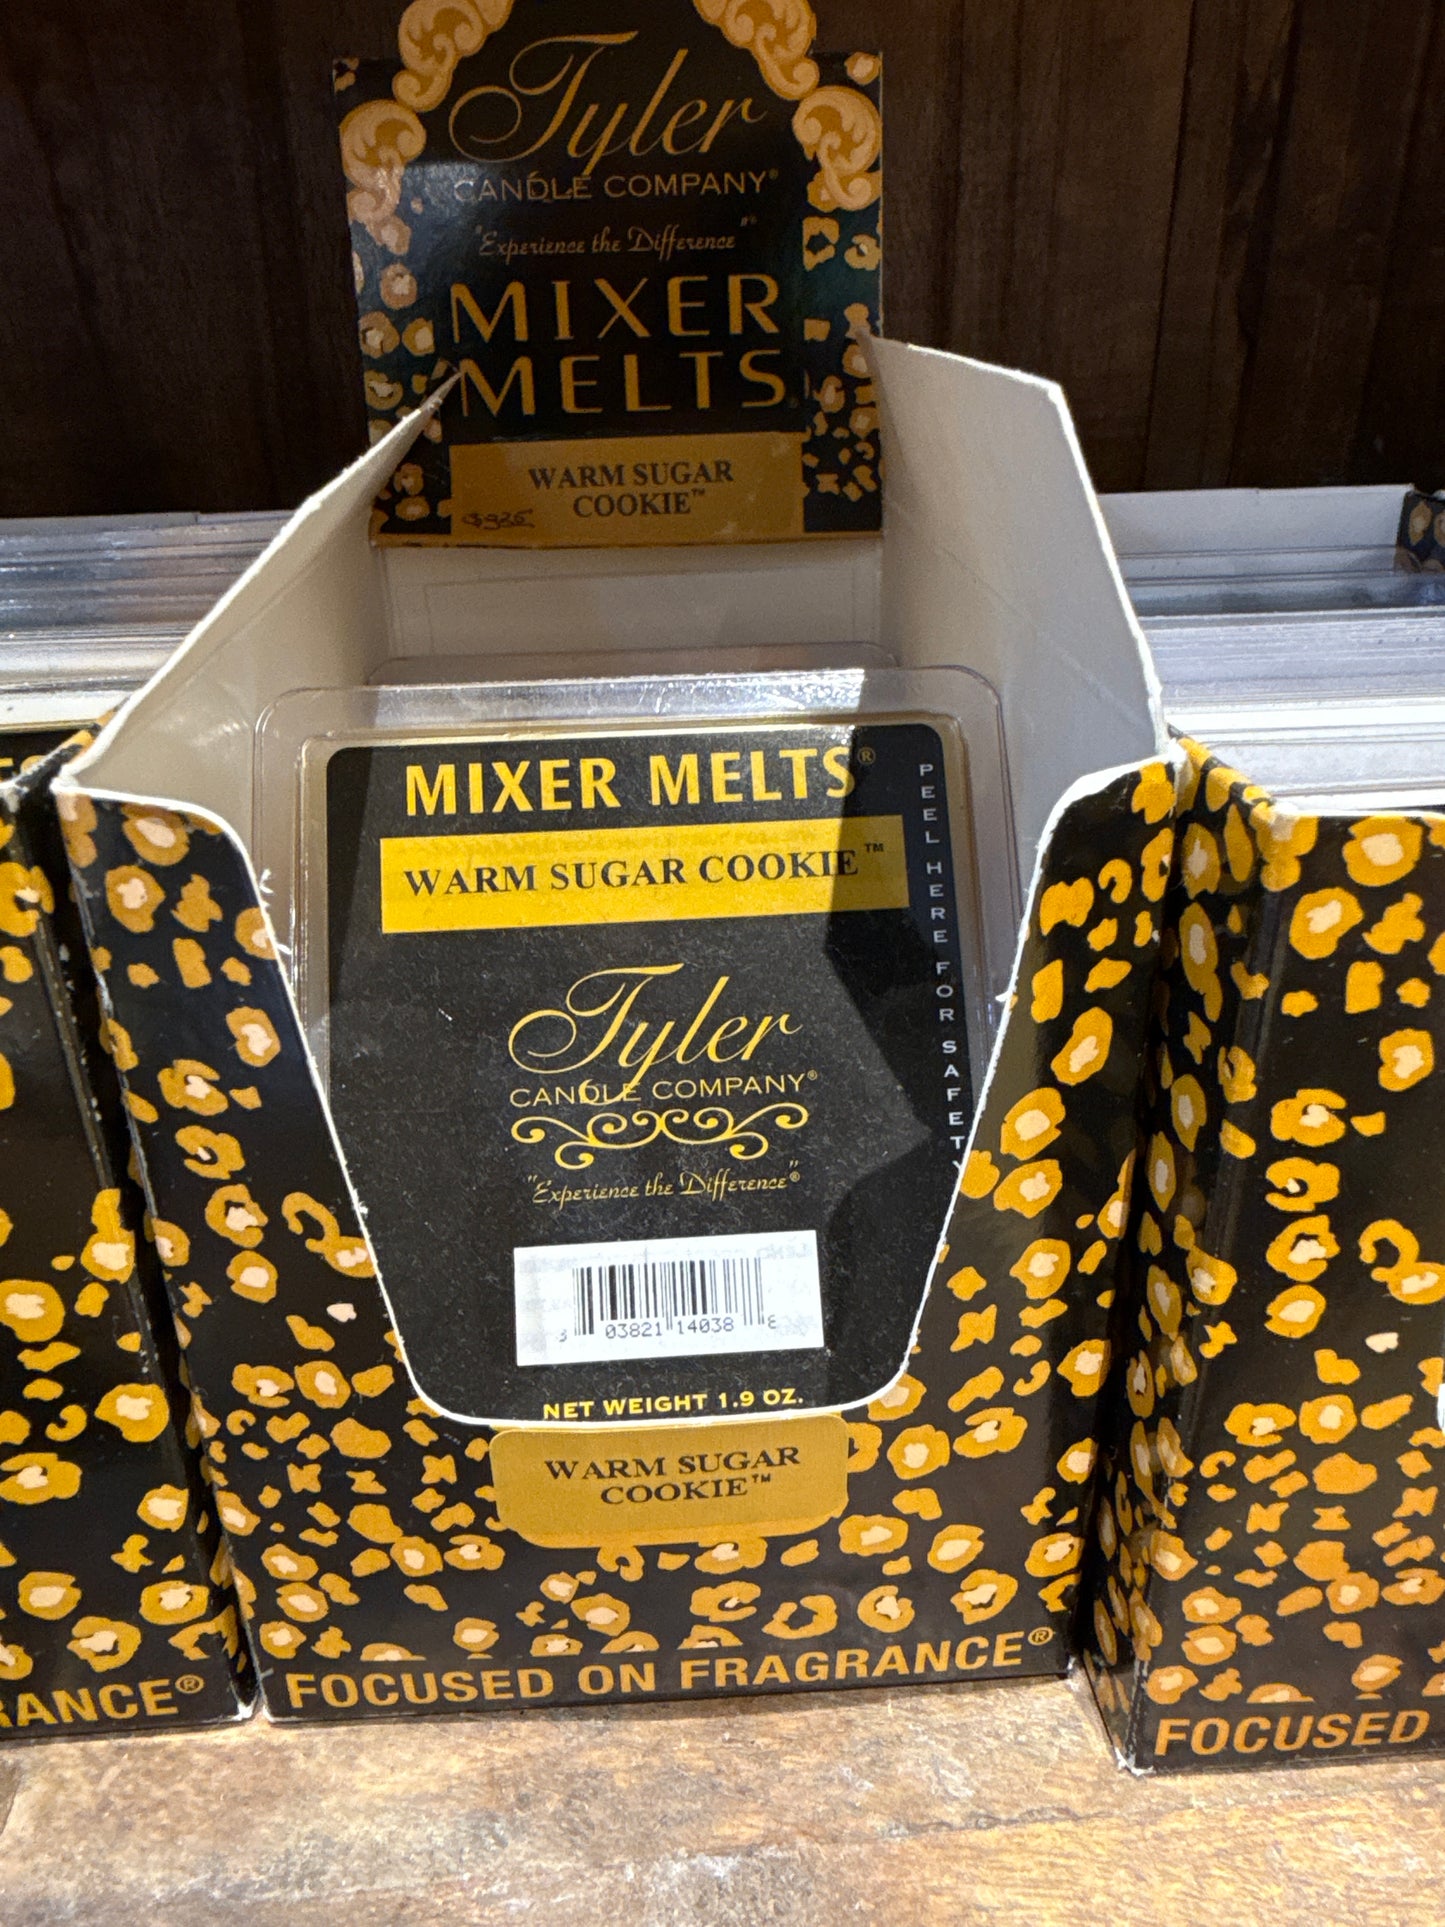 Tyler
CANDLE COMPANY®
"Experience the Difference"®
MIXER
MELTS®
WARM SUGAR
COOKIE™
MIXER MELTS®
WARM SUGAR COOKIE™
PEEL HERE FOR SAFETY
Tyler
CANDLE COMPANY®
"Experience the Difference"®
03821 14038 8
NET WEIGHT 1.9 OZ.
WARM SUGAR
COOKIE™
FOCUSED ON FRAGRANCE®
RANCE®
FOCUSED